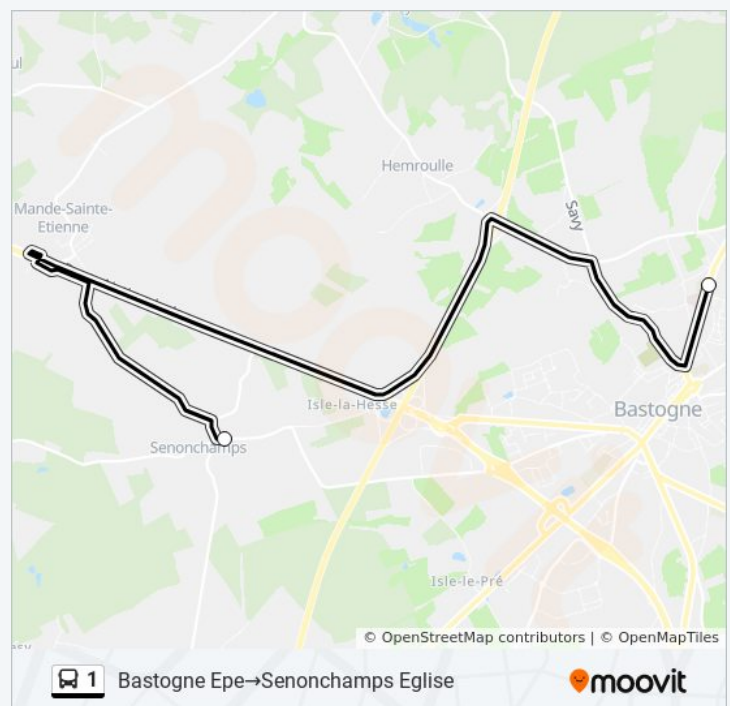 Hemroulle
Savy
Mande-Sainte-
Etienne
Isle-la-Hesse
Bastogne
Senonchamps
Isle-le-Pré
© OpenStreetMap contributors | © OpenMapTiles
1 Bastogne Epe→Senonchamps Eglise
moovit